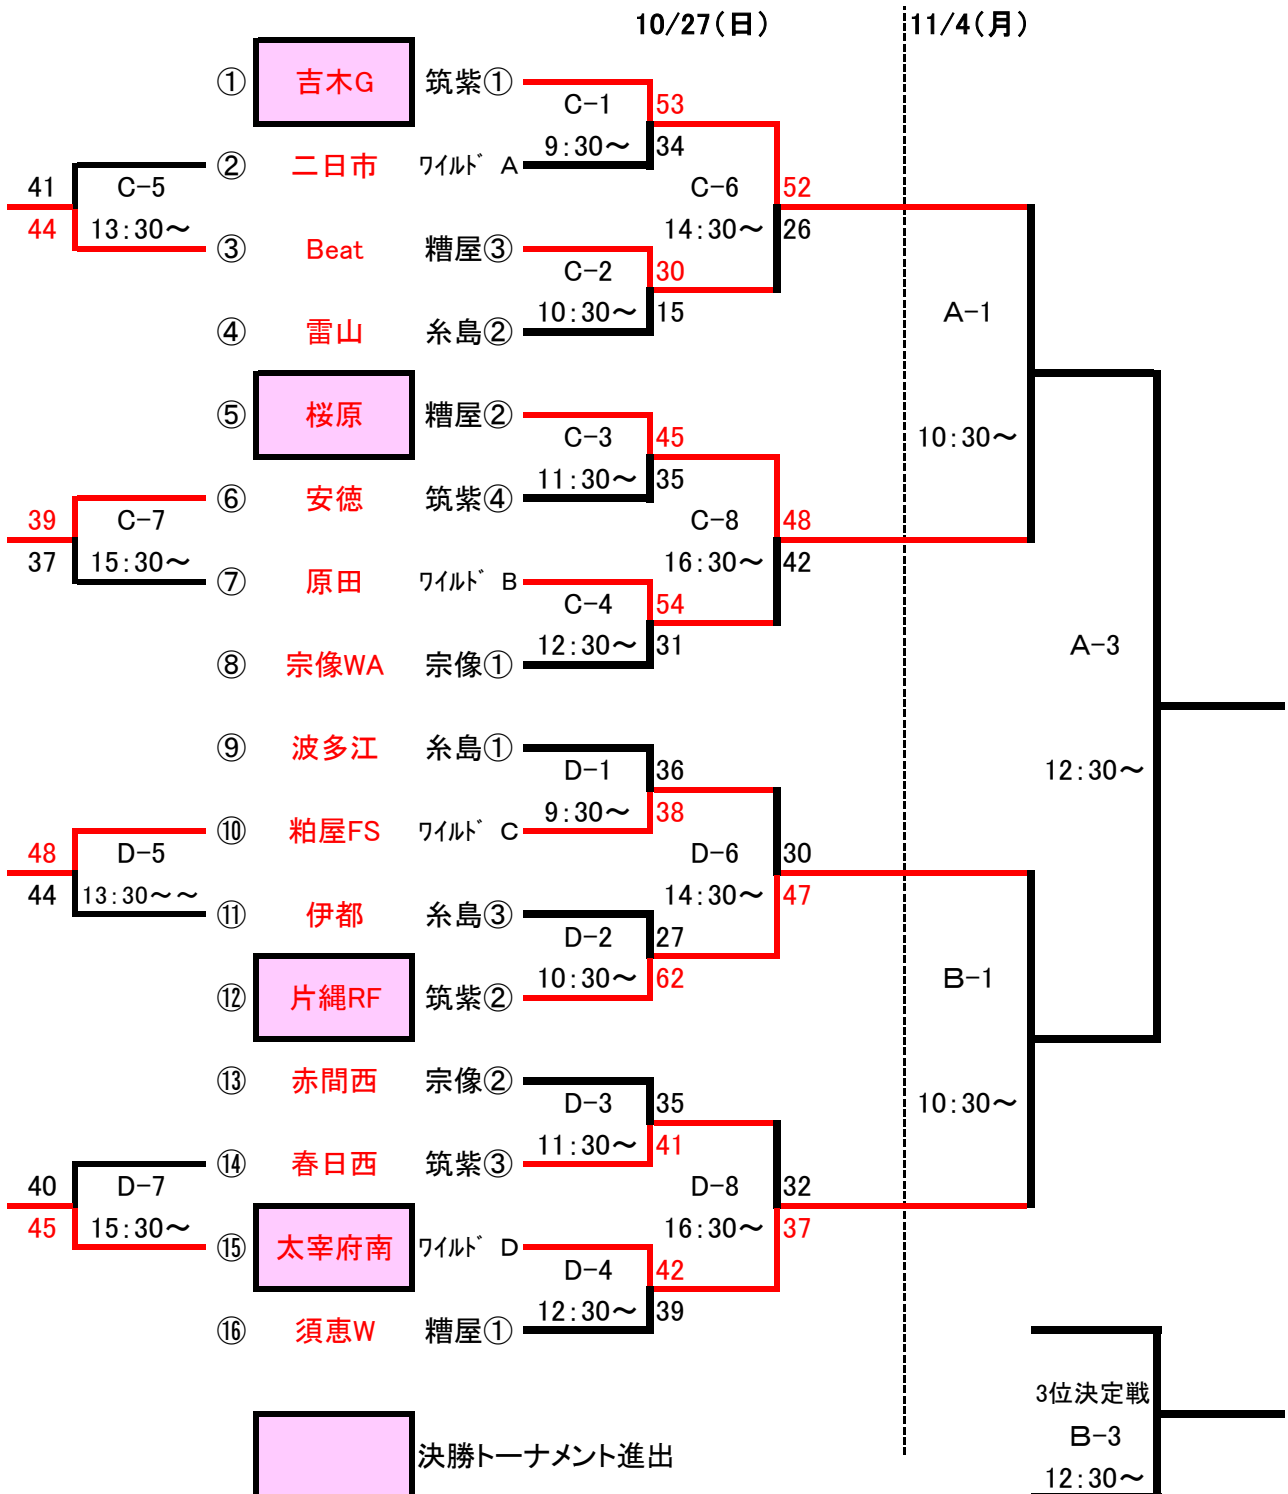 10/27(日) 11/4(月)
① 吉木G 筑紫①
C-1 53
9:30～ 34
② 二日市 ワイルド A
41 C-5 C-6 52
44 13:30～ 14:30～ 26
③ Beat 糟屋③
C-2 30
10:30～ 15
④ 雷山 糸島②
A-1
⑤ 桜原 糟屋②
C-3 45 10:30～
11:30～ 35
⑥ 安徳 筑紫④
39 C-7 C-8 48
37 15:30～ 16:30～ 42
⑦ 原田 ワイルド B
C-4 54
12:30～ 31 A-3
⑧ 宗像WA 宗像①
⑨ 波多江 糸島①
D-1 36 12:30～
9:30～ 38
⑩ 粕屋FS ワイルド C
48 D-5 D-6 30
44 13:30～～ 14:30～ 47
⑪ 伊都 糸島③
D-2 27
10:30～ 62 B-1
⑫ 片縄RF 筑紫②
⑬ 赤間西 宗像②
D-3 35 10:30～
11:30～ 41
⑭ 春日西 筑紫③
40 D-7 D-8 32
45 15:30～ 16:30～ 37
⑮ 太宰府南 ワイルド D
D-4 42
12:30～ 39
⑯ 須恵W 糟屋①
3位決定戦
B-3
決勝トーナメント進出
12:30～